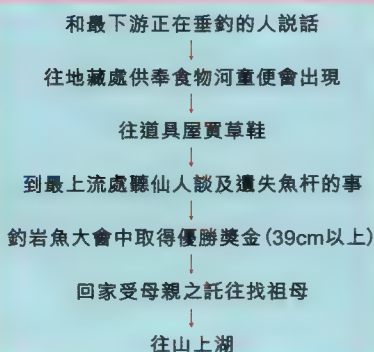 和最下游正在垂釣的人説話
往地藏處供奉食物河童便會出現
往道具屋買草鞋
到最上流處聽仙人談及遺失魚杆的事
釣岩魚大會中取得優勝獎金(39cm以上)
回家受母親之託往找祖母
往山上湖